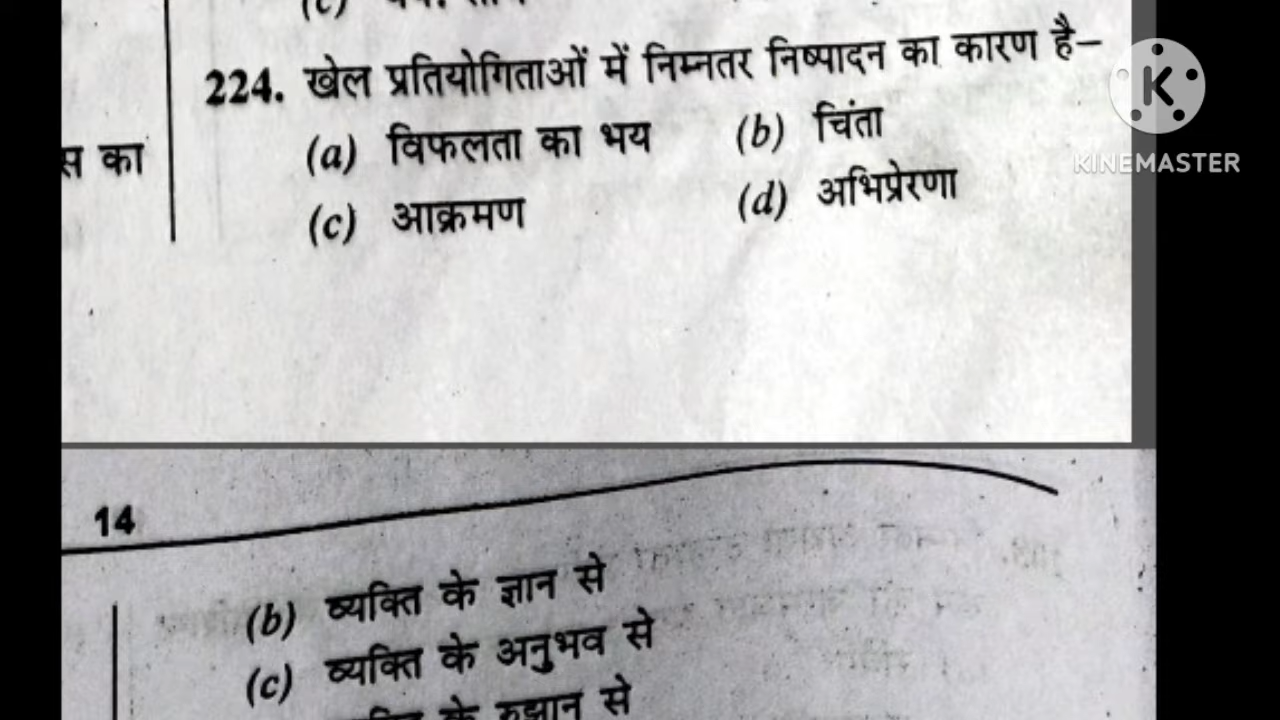 (c)
224. खेल प्रतियोगिताओं में निम्नतर निष्पादन का कारण है–
(a) विफलता का भय (b) चिंता
स का
(c) आक्रमण (d) अभिप्रेरणा
KINEMASTER
14
(b) व्यक्ति के ज्ञान से
(c) व्यक्ति के अनुभव से
के रुझान से